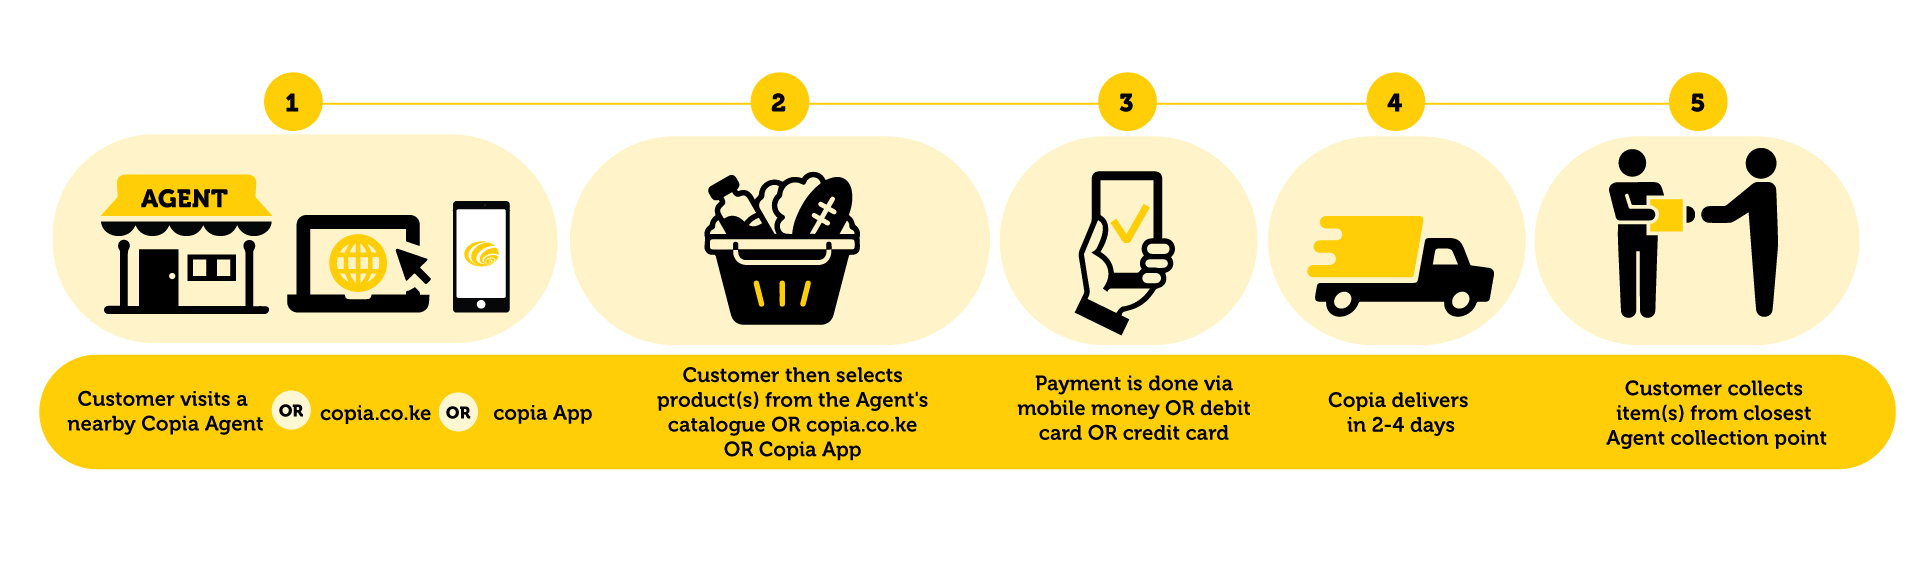 1
2
3
4
5
AGENT
Customer visits a
nearby Copia Agent
OR
copia.co.ke
OR
copia App
Customer then selects
product(s) from the Agent's
catalogue OR copia.co.ke
OR Copia App
Payment is done via
mobile money OR debit
card OR credit card
Copia delivers
in 2-4 days
Customer collects
item(s) from closest
Agent collection point